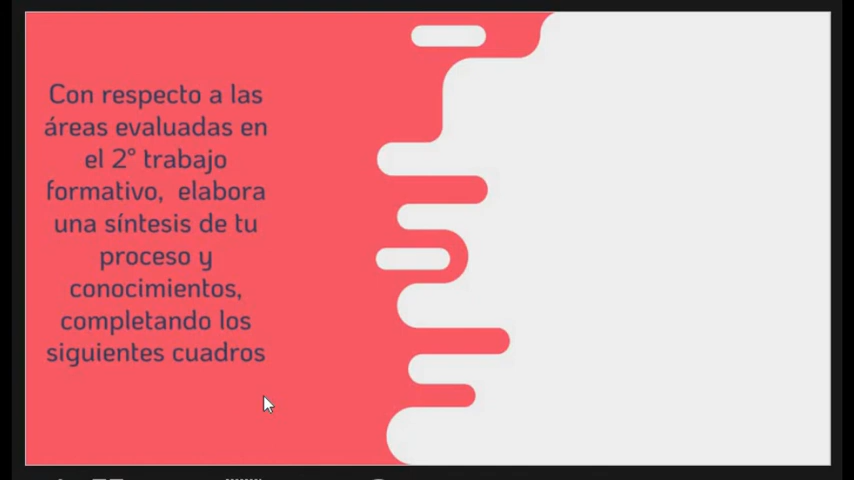 Con respecto a las
áreas evaluadas en
el 2° trabajo
formativo, elabora
una síntesis de tu
proceso y
conocimientos,
completando los
siguientes cuadros